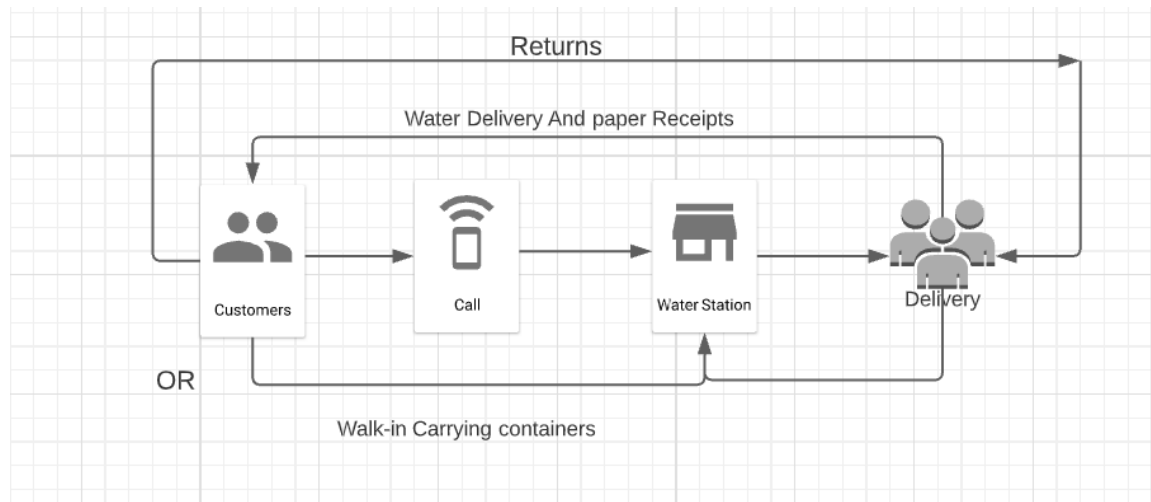 Returns
Water Delivery And paper Receipts
Customers
Call
Water Station
Delivery
OR
Walk-in Carrying containers